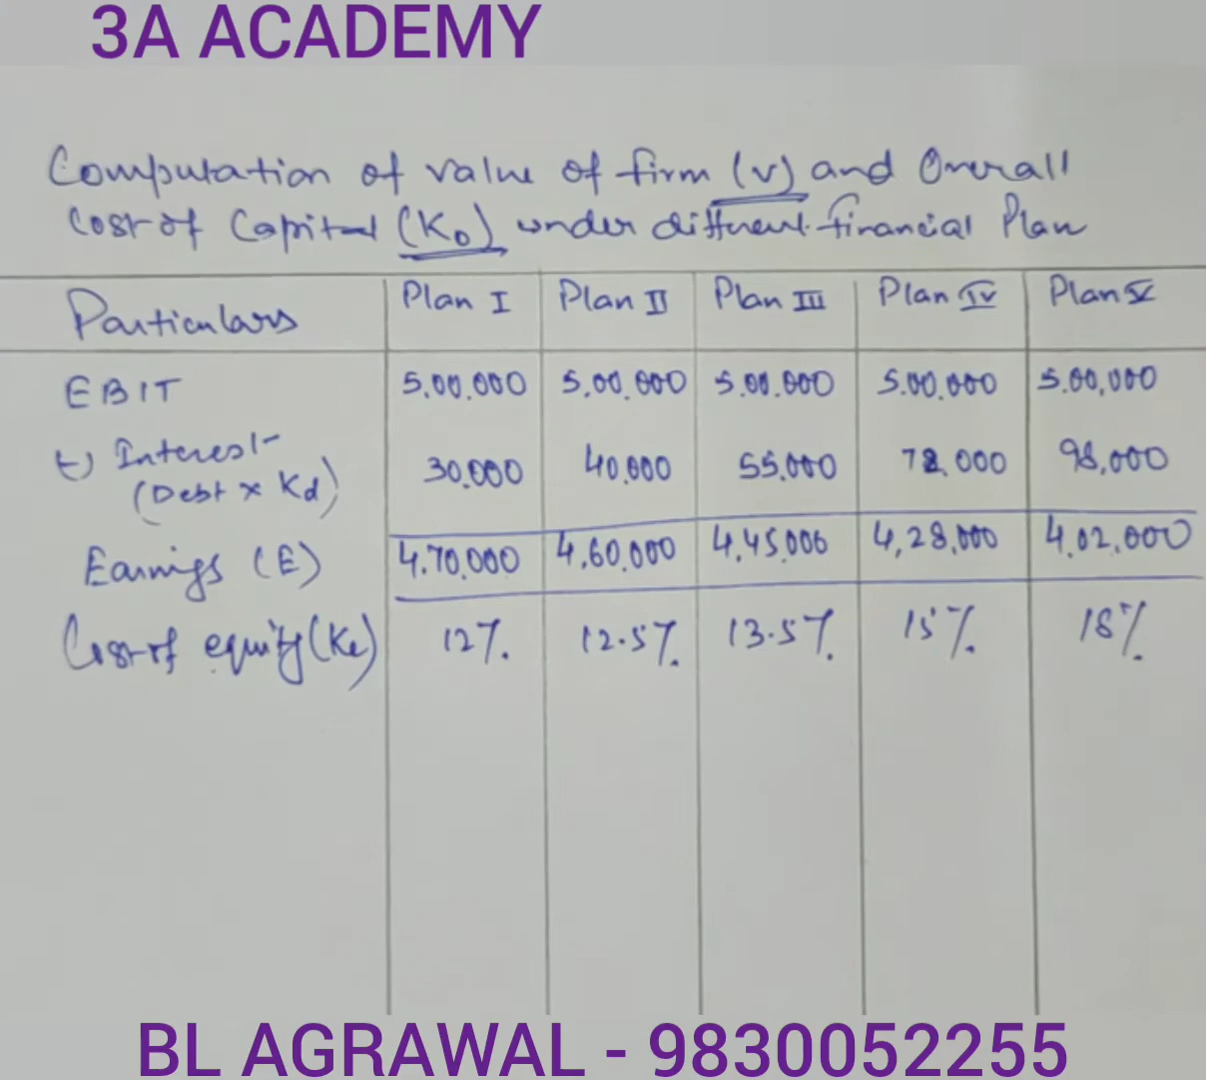 3A ACADEMY
Computation of value of firm (V) and Overall
Cost of Capital (Ko) under different financial Plan
Particulars Plan I Plan II Plan III Plan IV Plan V
EBIT 5,00,000 5,00,000 5,00,000 5,00,000 5,00,000
(-) Interest 30,000 40,000 55,000 72,000 98,000
(Debt × Kd)
Earnings (E) 4,70,000 4,60,000 4,45,000 4,28,000 4,02,000
Cost of equity (Ke) 12% 12.5% 13.5% 15% 18%
BL AGRAWAL - 9830052255